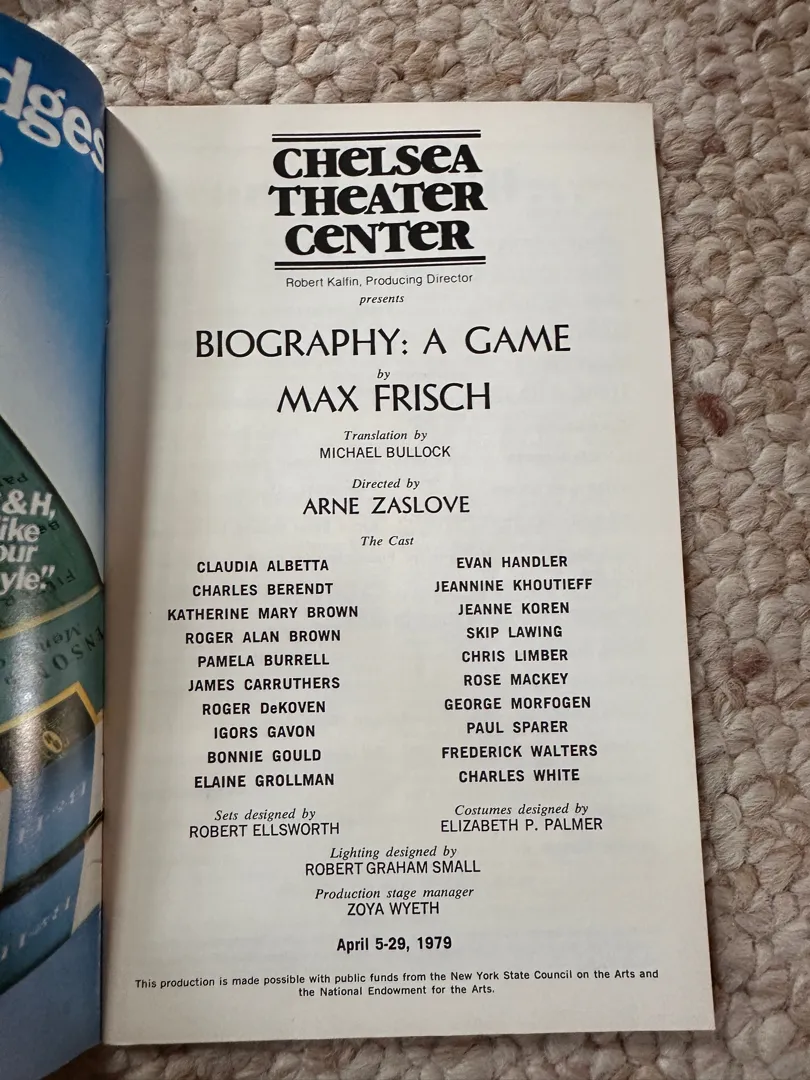 dges
&H,
ike
our
yle."
CHELSEA
THEATER
CENTER
Robert Kalfin, Producing Director
presents
BIOGRAPHY: A GAME
by
MAX FRISCH
Translation by
MICHAEL BULLOCK
Directed by
ARNE ZASLOVE
The Cast
CLAUDIA ALBETTA
CHARLES BERENDT
KATHERINE MARY BROWN
ROGER ALAN BROWN
PAMELA BURRELL
JAMES CARRUTHERS
ROGER DeKOVEN
IGORS GAVON
BONNIE GOULD
ELAINE GROLLMAN
EVAN HANDLER
JEANNINE KHOUTIEFF
JEANNE KOREN
SKIP LAWING
CHRIS LIMBER
ROSE MACKEY
GEORGE MORFOGEN
PAUL SPARER
FREDERICK WALTERS
CHARLES WHITE
Sets designed by
ROBERT ELLSWORTH
Costumes designed by
ELIZABETH P. PALMER
Lighting designed by
ROBERT GRAHAM SMALL
Production stage manager
ZOYA WYETH
April 5-29, 1979
This production is made possible with public funds from the New York State Council on the Arts and
the National Endowment for the Arts.